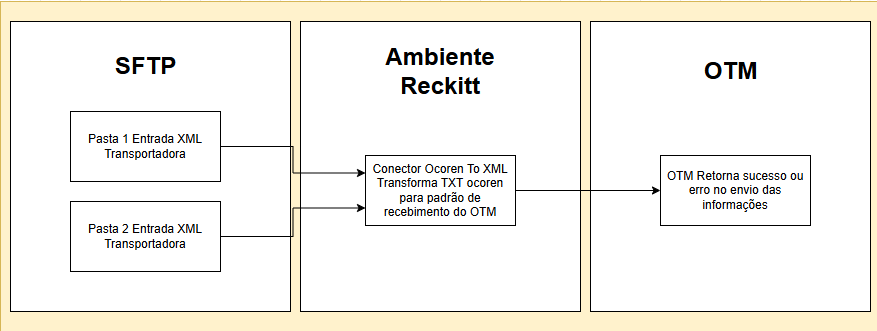 SFTP
Pasta 1 Entrada XML
Transportadora
Pasta 2 Entrada XML
Transportadora
Ambiente
Reckitt
Conector Ocoren To XML
Transforma TXT ocoren
para padrão de
recebimento do OTM
OTM
OTM Retorna sucesso ou
erro no envio das
informações